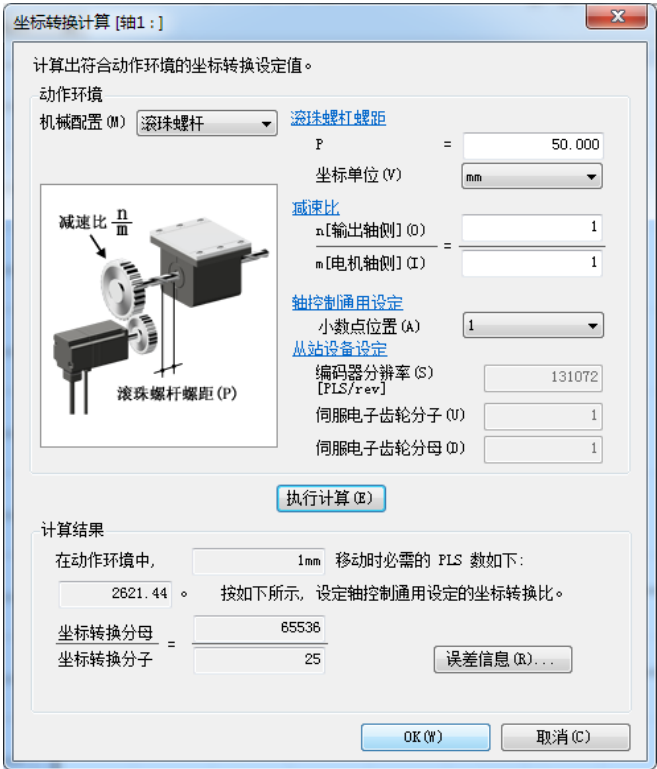 坐标转换计算 [轴1：]
计算出符合动作环境的坐标转换设定值。
动作环境
机械配置(M) 滚珠螺杆
滚珠螺杆螺距
P = 50.000
坐标单位(V) mm
减速比
n[输出轴侧](O) = 1
m[电机轴侧](I) 1
减速比 n/m
滚珠螺杆螺距(P)
轴控制通用设定
小数点位置(A) 1
从站设备设定
编码器分辨率(S) 131072
[PLS/rev]
伺服电子齿轮分子(U) 1
伺服电子齿轮分母(D) 1
执行计算(E)
计算结果
在动作环境中, 1mm 移动时必需的 PLS 数如下:
2621.44 。 按如下所示, 设定轴控制通用设定的坐标转换比。
坐标转换分母 = 65536
坐标转换分子 25
误差信息(R)...
OK(W) 取消(C)